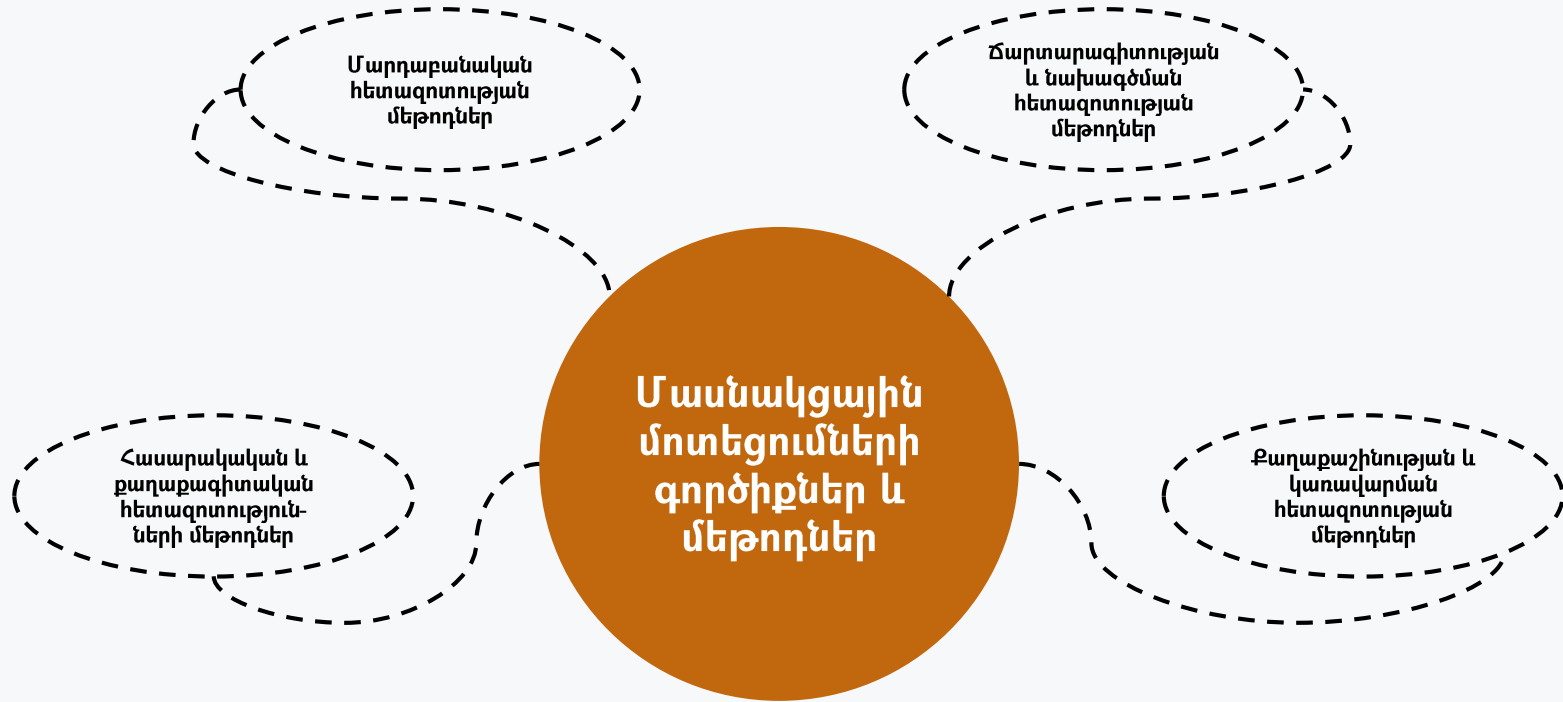 Մարդաբանական
հետազոտության
մեթոդներ
Ճարտարագիտության
և նախագծման
հետազոտության
մեթոդներ
Մասնակցային
մոտեցումների
գործիքներ և
մեթոդներ
Հասարակական և
քաղաքագիտական
հետազոտություն-
ների մեթոդներ
Քաղաքաշինության և
կառավարման
հետազոտության
մեթոդներ